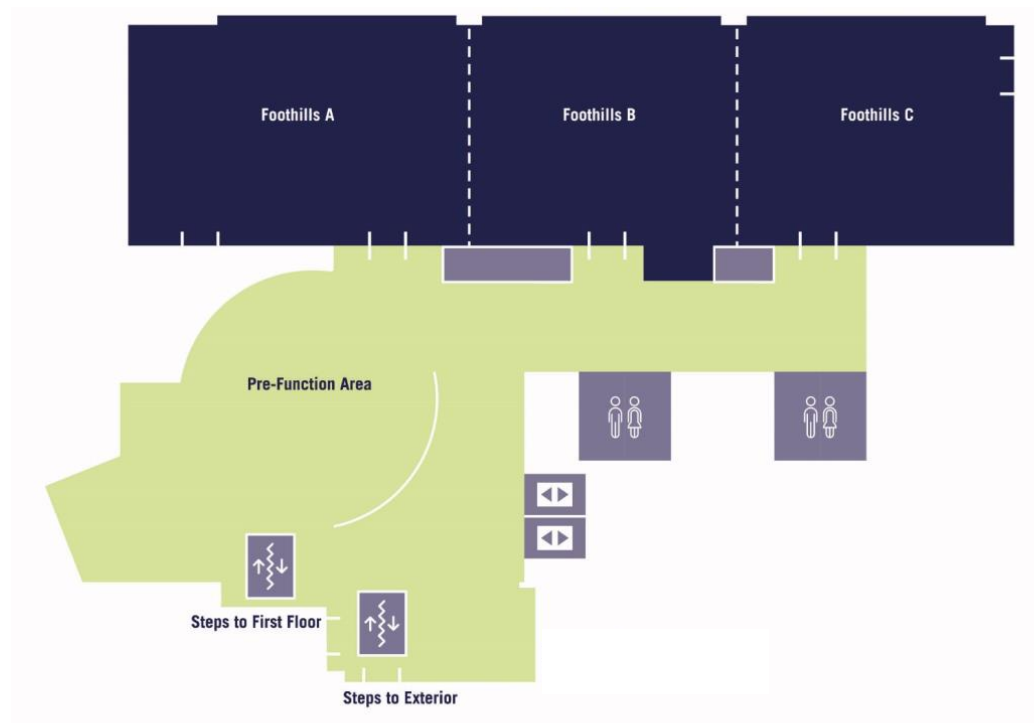 Foothills A
Foothills B
Foothills C
Pre-Function Area
Steps to First Floor
Steps to Exterior